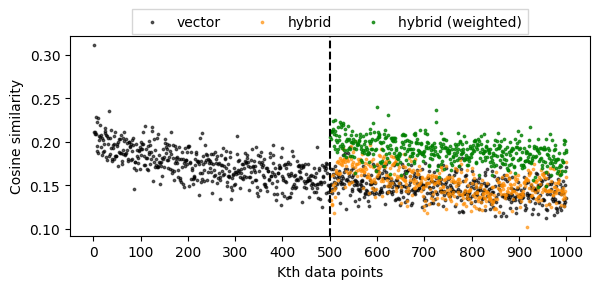 vector hybrid hybrid (weighted)
0.30
0.25
0.20
0.15
0.10
Cosine similarity
0 100 200 300 400 500 600 700 800 900 1000
Kth data points